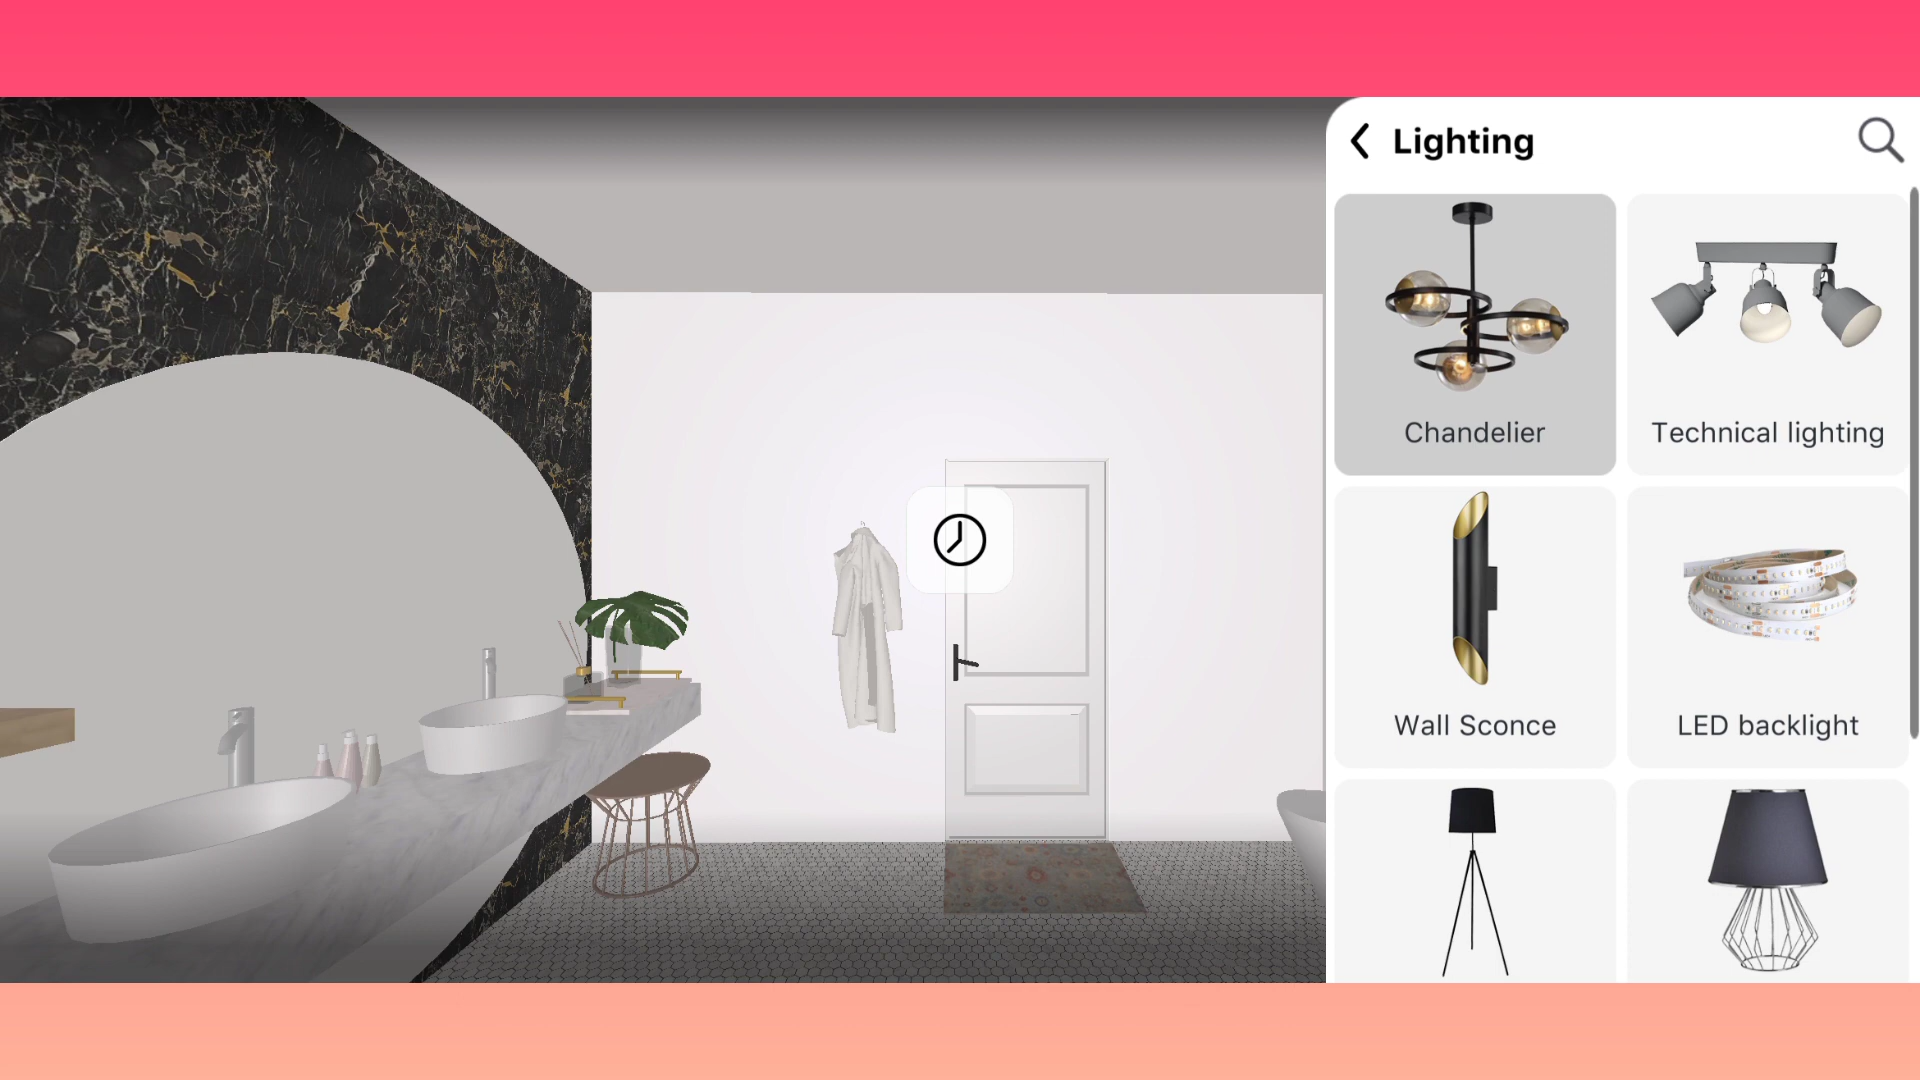 Lighting
Chandelier
Technical lighting
Wall Sconce
LED backlight